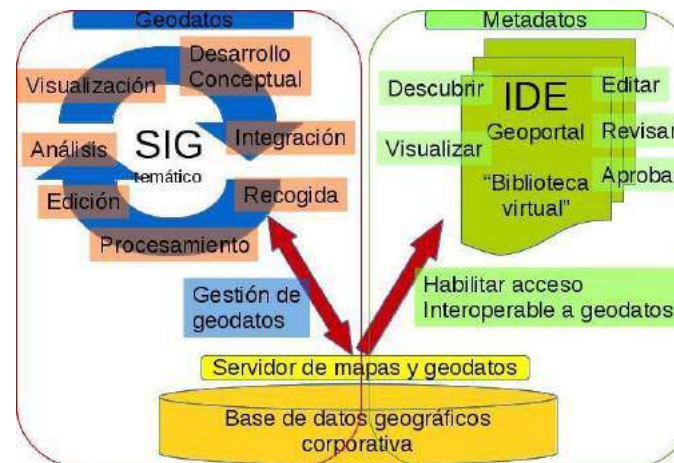 Geodatos
Desarrollo
Conceptual
Visualización
Integración
Análisis
SIG
temático
Recogida
Edición
Procesamiento
Gestión de
geodatos
Metadatos
Descubrir
IDE
Editar
Geoportal
Revisar
Visualizar
"Biblioteca
virtual"
Aprobar
Habilitar acceso
Interoperable a geodatos
Servidor de mapas y geodatos
Base de datos geográficos
corporativa